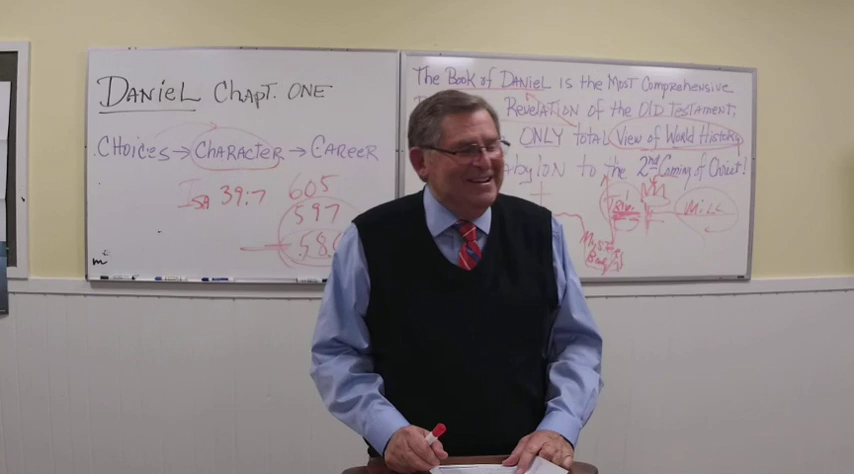 DANIEL Chapt. ONE
CHOICES → CHARACTER → CAREER
Isa 39:7
605
597
586
The Book of DANIEL is the Most Comprehensive
Revelation of the Old Testament,
ONLY Total View of World History
to the 2nd Coming of Christ!
Mill